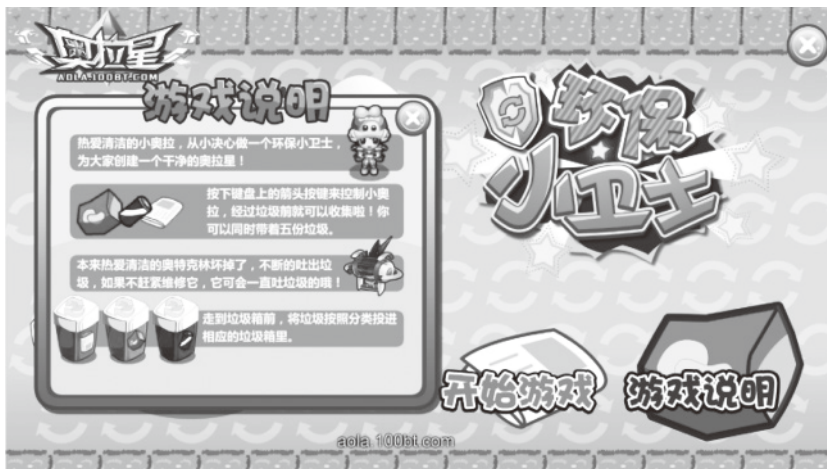 奥拉星
AOLA.100BT.COM
游戏说明
热爱清洁的小奥拉，从小决心做一个环保小卫士，
为大家创建一个干净的奥拉星！
按下键盘上的箭头按键来控制小奥
拉，经过垃圾前就可以收集啦！你
可以同时带着五份垃圾。
本来热爱清洁的奥特克林坏掉了，不断的吐出垃
圾，如果不赶紧维修它，它可会一直吐垃圾的哦！
走到垃圾箱前，将垃圾按照分类投进
相应的垃圾箱里。
环保
小卫士
开始游戏
游戏说明
aola.100bt.com